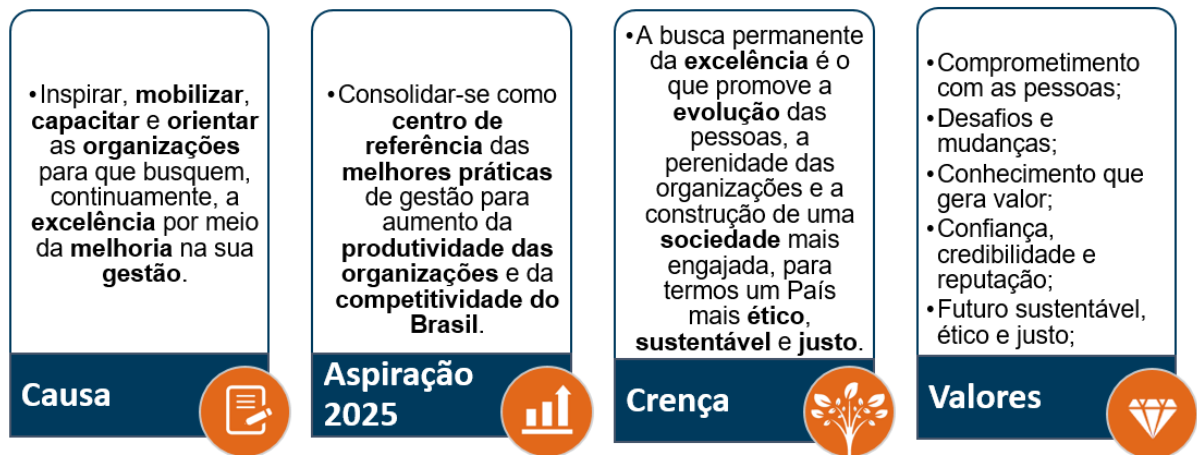 •Inspirar, mobilizar,
capacitar e orientar
as organizações
para que busquem,
continuamente, a
excelência por meio
da melhoria na sua
gestão.
Causa
•Consolidar-se como
centro de
referência das
melhores práticas
de gestão para
aumento da
produtividade das
organizações e da
competitividade do
Brasil.
Aspiração
2025
•A busca permanente
da excelência é o
que promove a
evolução das
pessoas, a
perenidade das
organizações e a
construção de uma
sociedade mais
engajada, para
termos um País
mais ético,
sustentável e justo.
Crença
•Comprometimento
com as pessoas;
•Desafios e
mudanças;
•Conhecimento que
gera valor;
•Confiança,
credibilidade e
reputação;
•Futuro sustentável,
ético e justo;
Valores